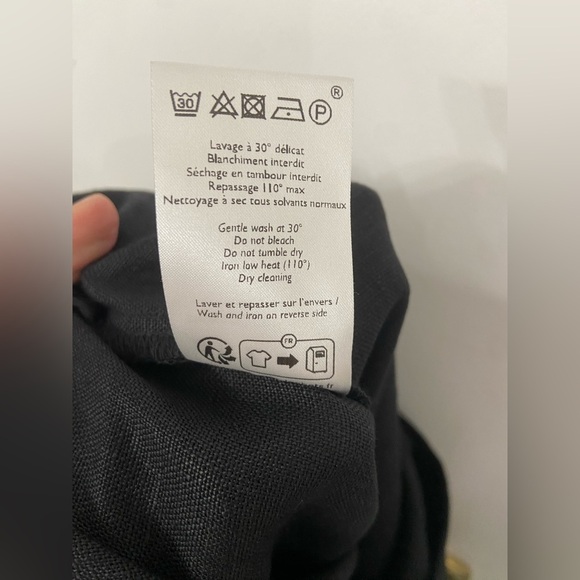 ®
30 P
Lavage à 30° délicat
Blanchiment interdit
Séchage en tambour interdit
Repassage 110° max
Nettoyage à sec tous solvants normaux
Gentle wash at 30°
Do not bleach
Do not tumble dry
Iron low heat (110°)
Dry cleaning
Laver et repasser sur l'envers /
Wash and iron on reverse side
FR